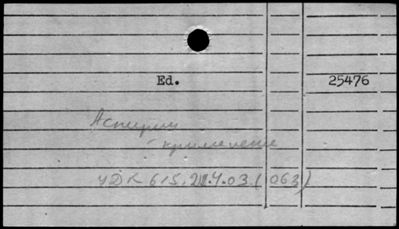 Ed. 25476
Аспирин
- применение
УДК 615.211.4.03 (063)